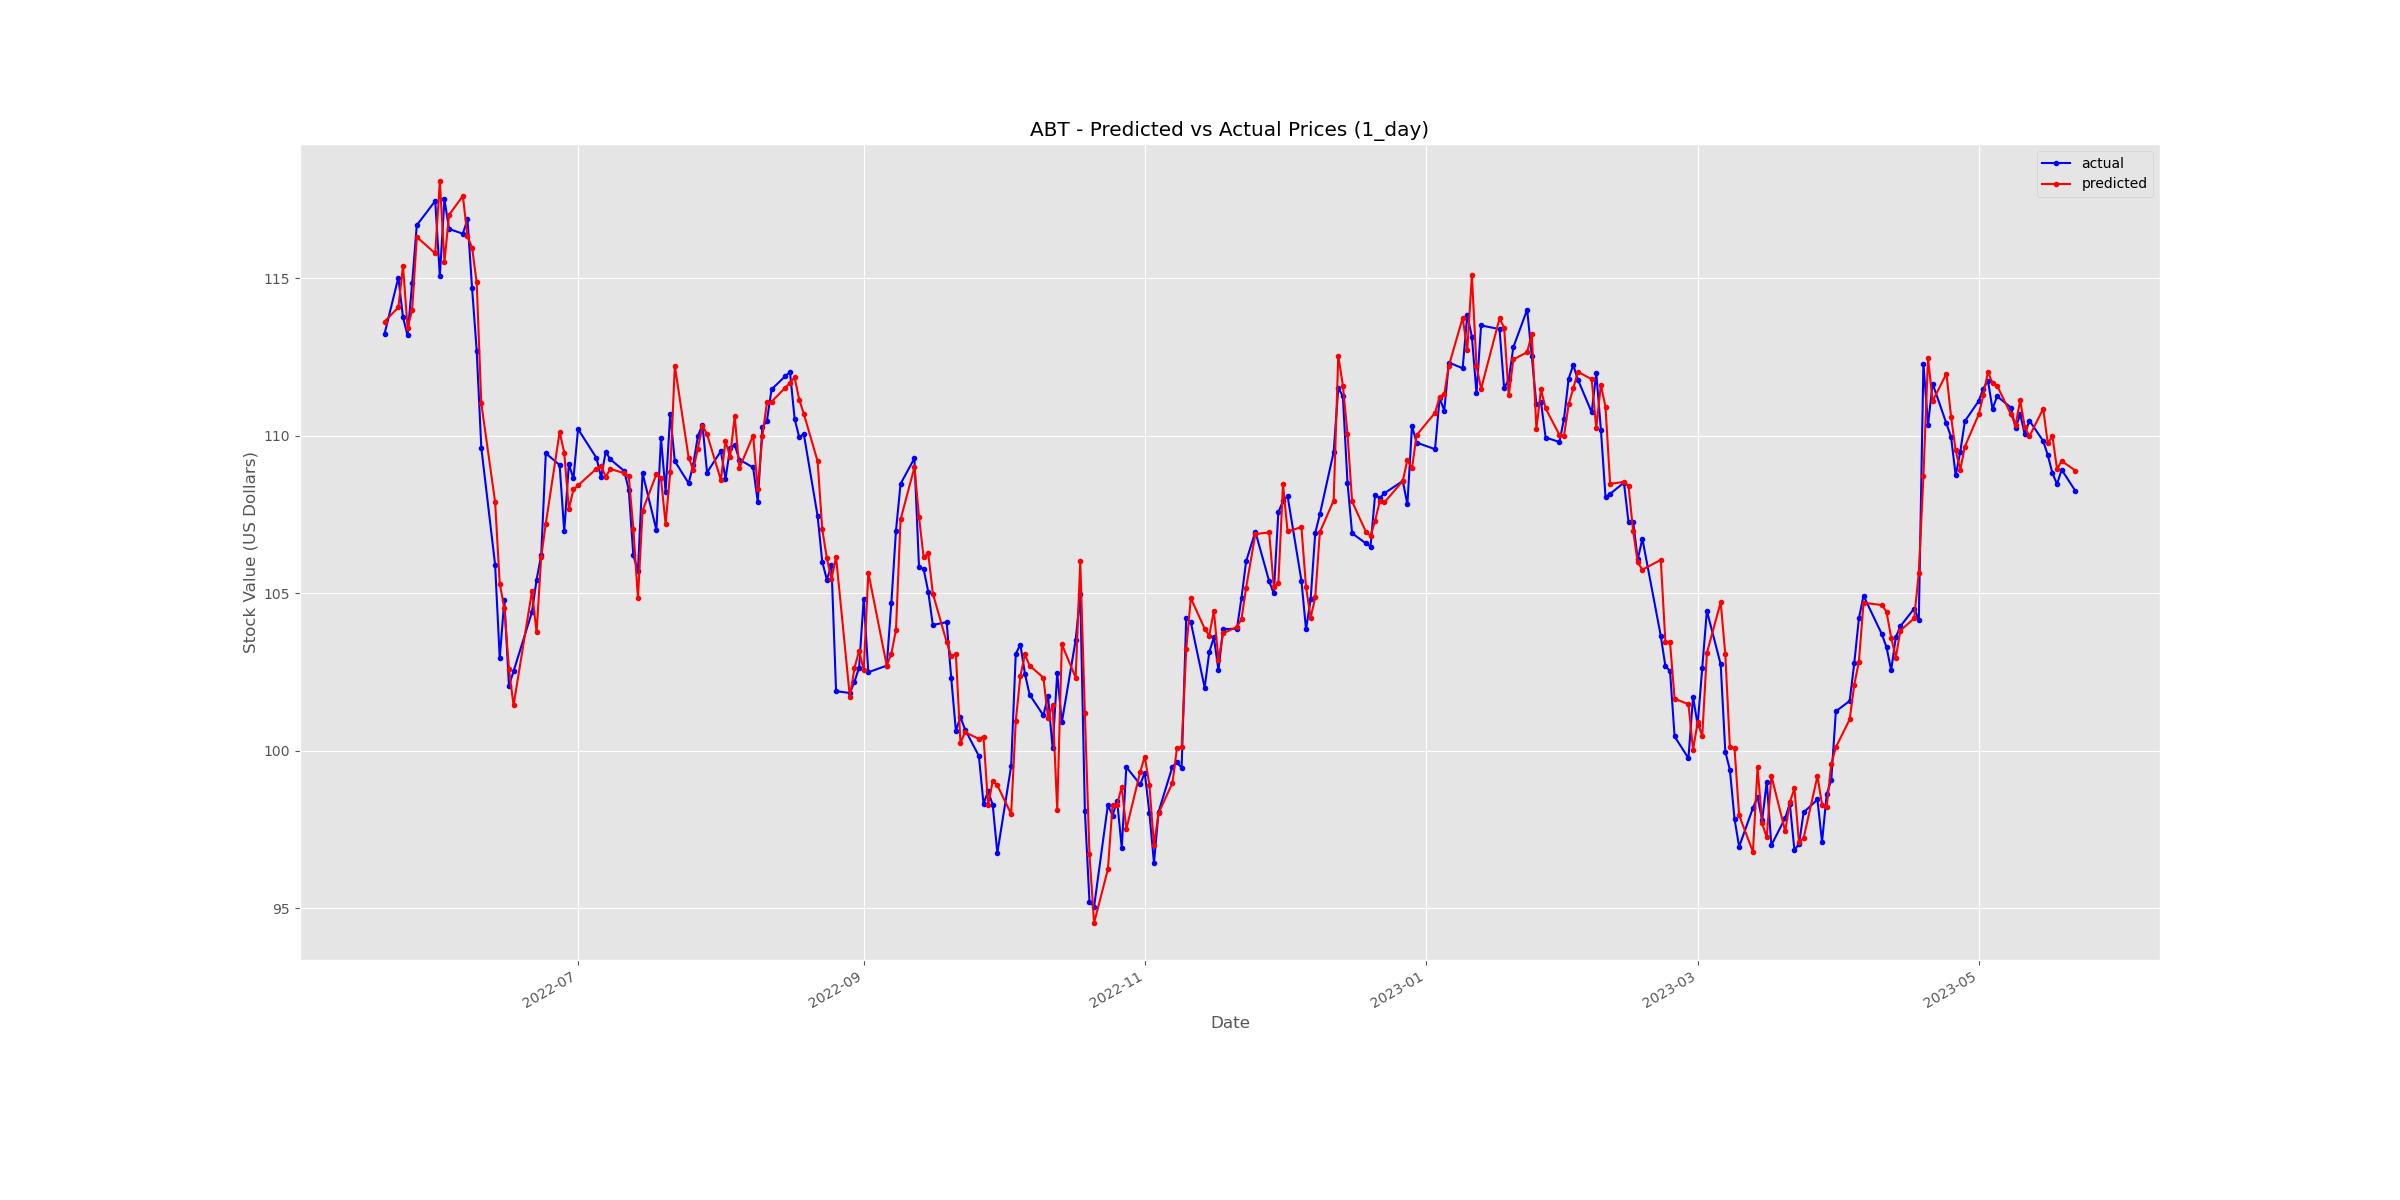 ABT - Predicted vs Actual Prices (1_day)
actual
predicted
Stock Value (US Dollars)
115
110
105
100
95
2022-07
2022-09
2022-11
2023-01
2023-03
2023-05
Date